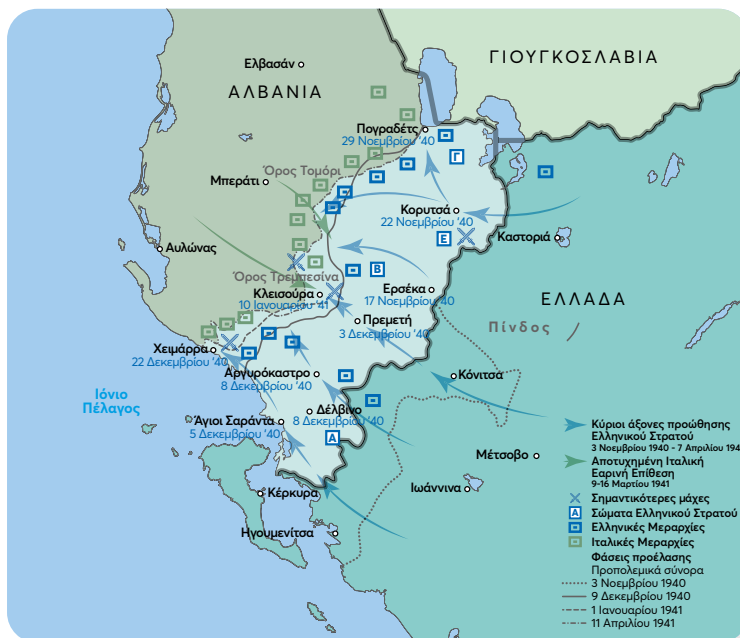 ΓΙΟΥΓΚΟΣΛΑΒΙΑ
Ελβασάν
ΑΛΒΑΝΙΑ
Πογραδέτς
29 Νοεμβρίου '40
Γ
Όρος Τομόρι
Μπεράτι
Κορυτσά
22 Νοεμβρίου '40
Ε
Καστοριά
Αυλώνας
Όρος Τρεμπεσίνα
Β
Κλεισούρα
10 Ιανουαρίου '41
Ερσέκα
17 Νοεμβρίου '40
ΕΛΛΑΔΑ
Πρεμετή
3 Δεκεμβρίου '40
Πίνδος
Χειμάρρα
22 Δεκεμβρίου '40
Αργυρόκαστρο
8 Δεκεμβρίου '40
Κόνιτσα
Ιόνιο
Πέλαγος
Δέλβινο
8 Δεκεμβρίου '40
Άγιοι Σαράντα
5 Δεκεμβρίου '40
Α
Μέτσοβο
Ιωάννινα
Κέρκυρα
Ηγουμενίτσα
Κύριοι άξονες προώθησης
Ελληνικού Στρατού
3 Νοεμβρίου 1940 - 7 Απριλίου 194
Αποτυχημένη Ιταλική
Εαρινή Επίθεση
9-16 Μαρτίου 1941
Σημαντικότερες μάχες
Α Σώματα Ελληνικού Στρατού
Ελληνικές Μεραρχίες
Ιταλικές Μεραρχίες
Φάσεις προέλασης
Προπολεμικά σύνορα
3 Νοεμβρίου 1940
9 Δεκεμβρίου 1940
1 Ιανουαρίου 1941
11 Απριλίου 1941